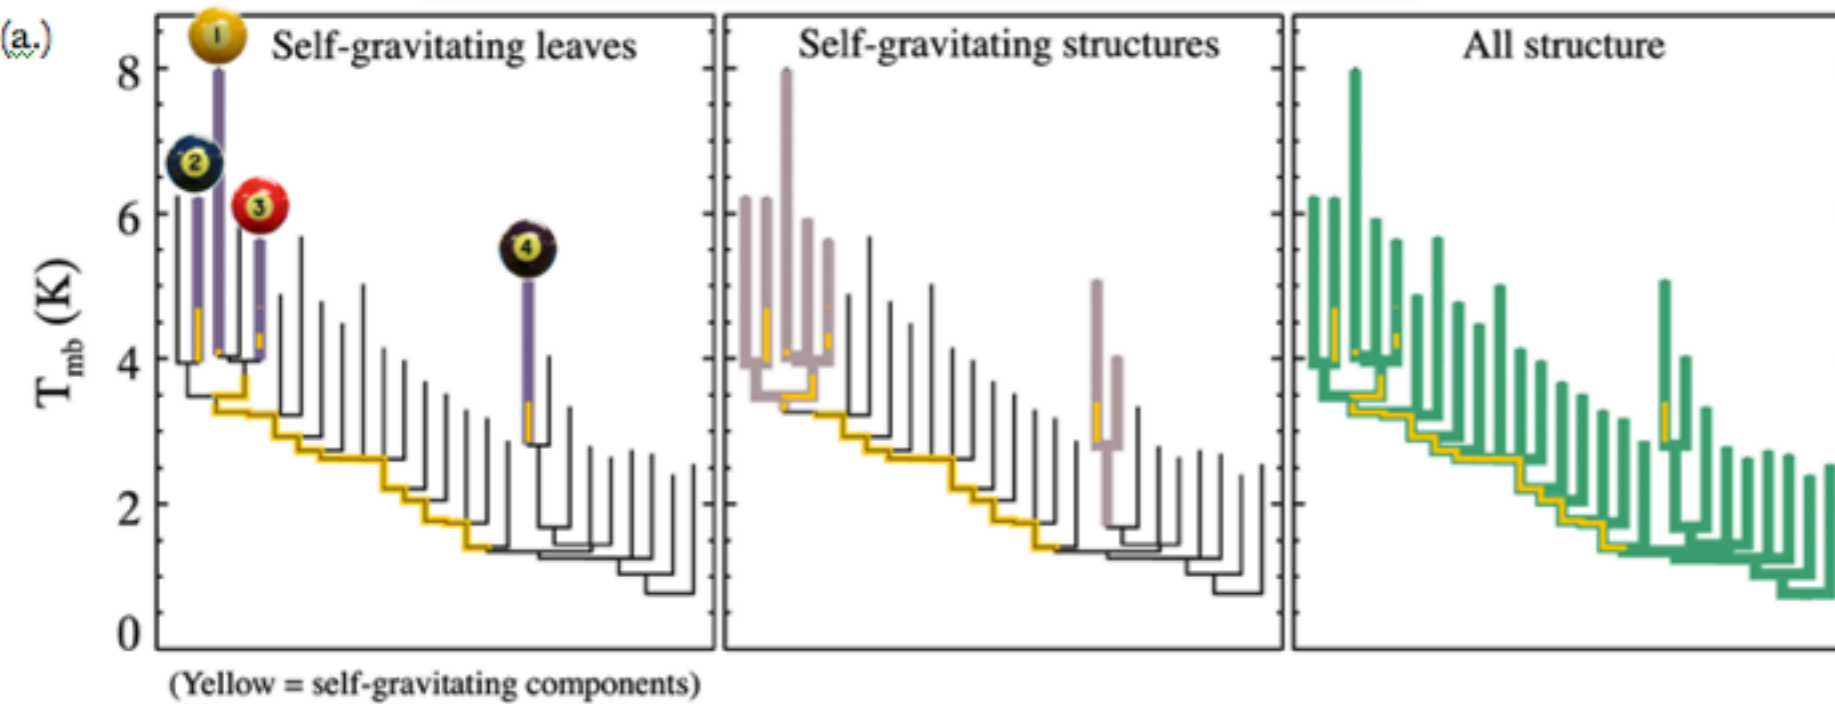 (a.)
1
Self-gravitating leaves
Self-gravitating structures
All structure
8
2
3
6
4
T_mb (K)
4
2
0
(Yellow = self-gravitating components)